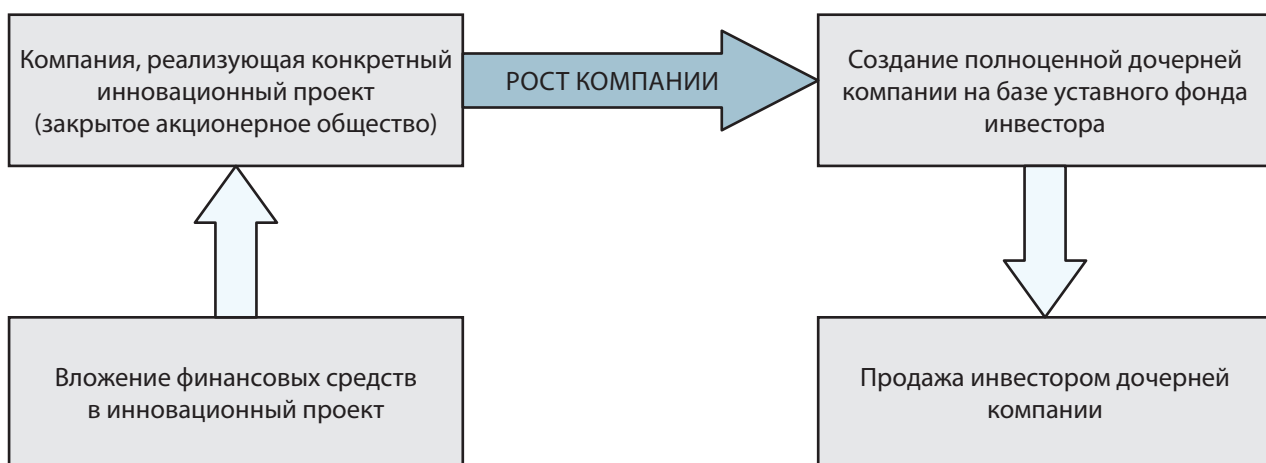 Компания, реализующая конкретный
инновационный проект
(закрытое акционерное общество)
РОСТ КОМПАНИИ
Создание полноценной дочерней
компании на базе уставного фонда
инвестора
Вложение финансовых средств
в инновационный проект
Продажа инвестором дочерней
компании